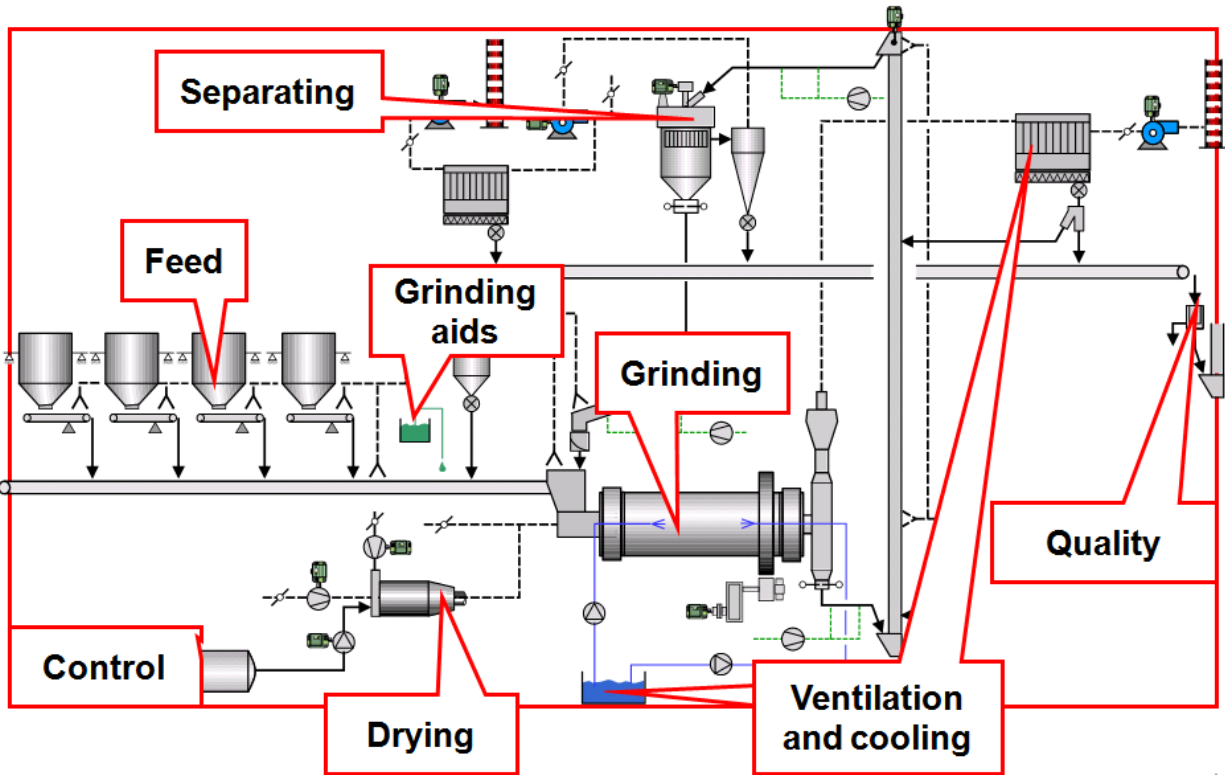 Separating
Feed
Grinding
aids
Grinding
Quality
Control
Drying
Ventilation
and cooling